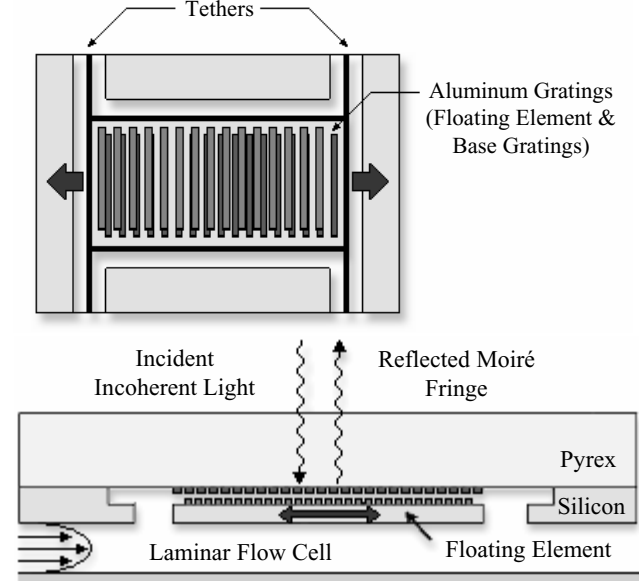 Tethers
Aluminum Gratings
(Floating Element &
Base Gratings)
Incident
Incoherent Light
Reflected Moiré
Fringe
Pyrex
Silicon
Laminar Flow Cell
Floating Element